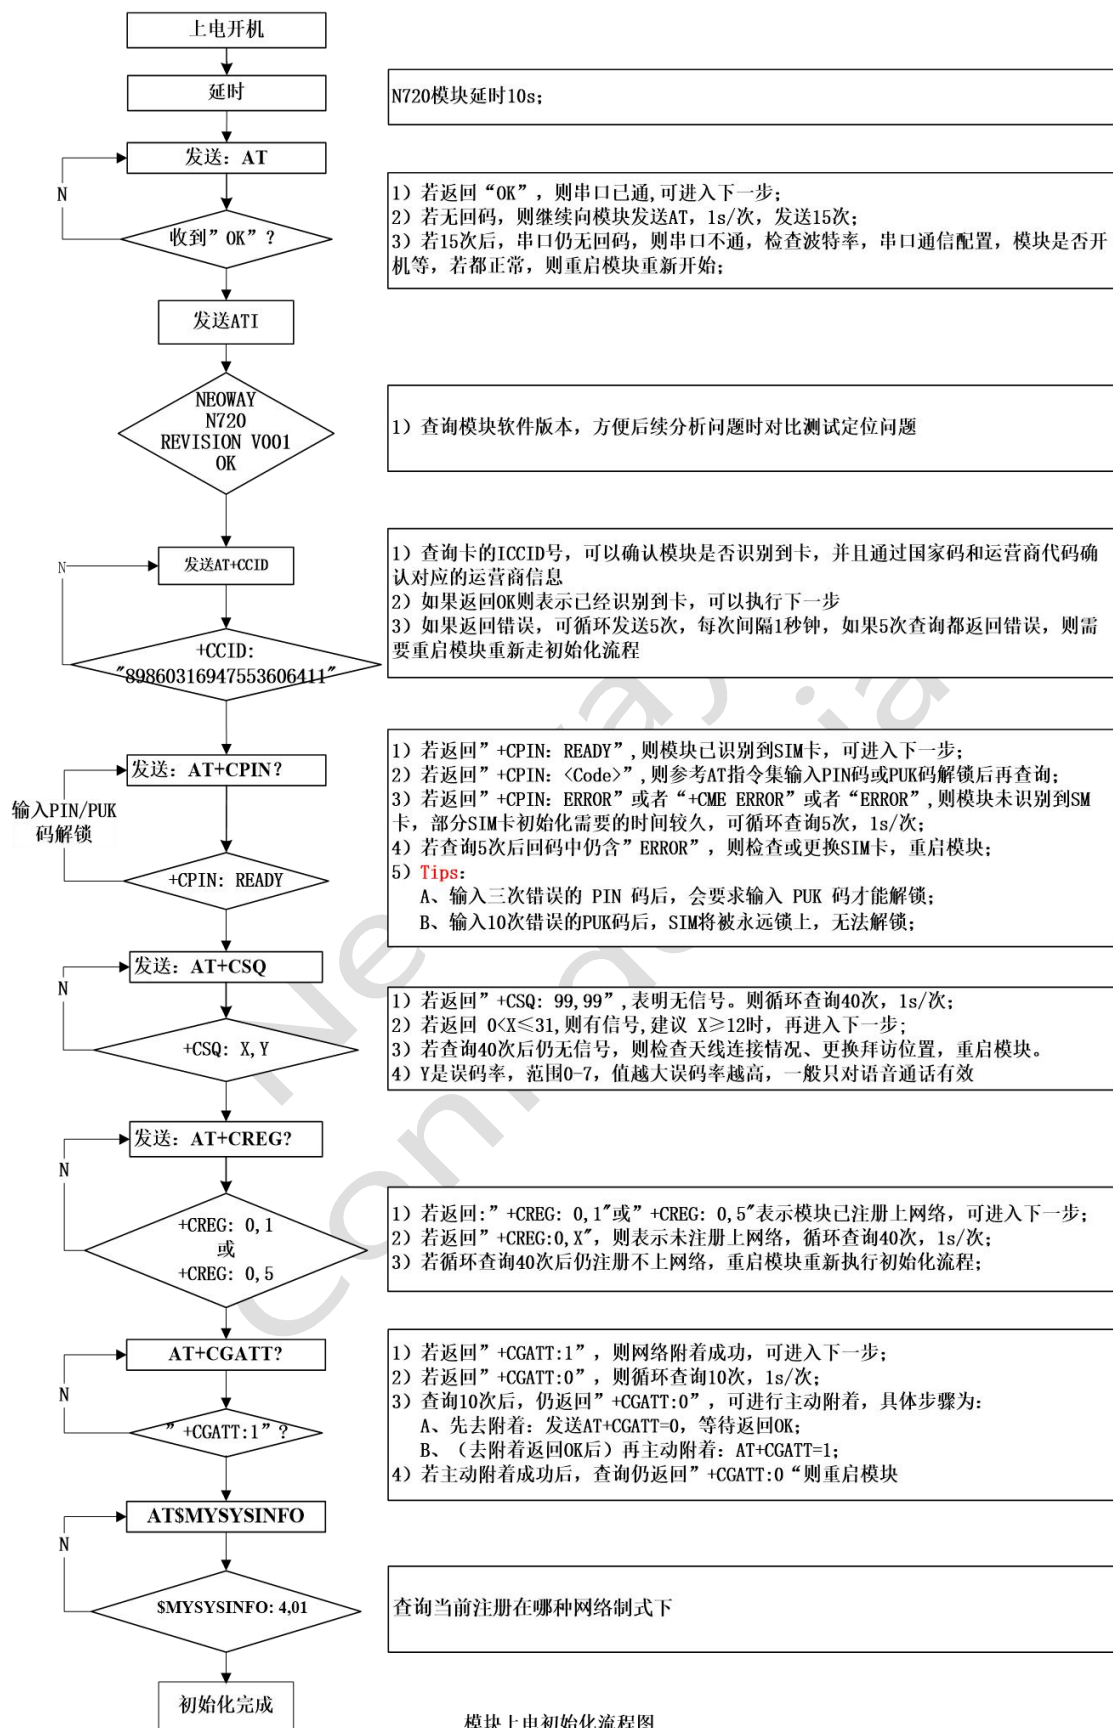 上电开机
延时
N720模块延时10s;
发送: AT
N
收到”OK”?
1) 若返回“OK”, 则串口已通,可进入下一步;
2) 若无回码, 则继续向模块发送AT, 1s/次, 发送15次;
3) 若15次后, 串口仍无回码, 则串口不通, 检查波特率, 串口通信配置, 模块是否开
机等, 若都正常, 则重启模块重新开始;
发送ATI
NEOWAY
N720
REVISION V001
OK
1) 查询模块软件版本, 方便后续分析问题时对比测试定位问题
N
发送AT+CCID
+CCID:
"89860316947553606411"
1) 查询卡的ICCID号, 可以确认模块是否识别到卡, 并且通过国家码和运营商代码确
认对应的运营商信息
2) 如果返回OK则表示已经识别到卡, 可以执行下一步
3) 如果返回错误, 可循环发送5次, 每次间隔1秒钟, 如果5次查询都返回错误, 则需
要重启模块重新走初始化流程
发送: AT+CPIN?
输入PIN/PUK
码解锁
+CPIN: READY
1) 若返回”+CPIN: READY”,则模块已识别到SIM卡, 可进入下一步;
2) 若返回”+CPIN: <Code>”,则参考AT指令集输入PIN码或PUK码解锁后再查询;
3) 若返回”+CPIN: ERROR”或者“+CME ERROR”或者“ERROR”,则模块未识别到SM
卡, 部分SIM卡初始化需要的时间较久, 可循环查询5次, 1s/次;
4) 若查询5次后回码中仍含”ERROR”, 则检查或更换SIM卡, 重启模块;
5) Tips:
A、输入三次错误的 PIN 码后, 会要求输入 PUK 码才能解锁;
B、输入10次错误的PUK码后, SIM将被永远锁上, 无法解锁;
发送: AT+CSQ
N
+CSQ: X,Y
1) 若返回”+CSQ: 99,99”,表明无信号。则循环查询40次, 1s/次;
2) 若返回 0<X≤31,则有信号,建议 X≥12时, 再进入下一步;
3) 若查询40次后仍无信号, 则检查天线连接情况、更换拜访位置, 重启模块。
4) Y是误码率, 范围0-7, 值越大误码率越高, 一般只对语音通话有效
发送: AT+CREG?
N
+CREG: 0,1
或
+CREG: 0,5
1) 若返回:”+CREG: 0,1"或”+CREG: 0,5"表示模块已注册上网络, 可进入下一步;
2) 若返回”+CREG:0,X", 则表示未注册上网络, 循环查询40次, 1s/次;
3) 若循环查询40次后仍注册不上网络, 重启模块重新执行初始化流程;
AT+CGATT?
N
”+CGATT:1”?
1) 若返回”+CGATT:1”, 则网络附着成功, 可进入下一步;
2) 若返回”+CGATT:0”, 则循环查询10次, 1s/次;
3) 查询10次后, 仍返回”+CGATT:0”, 可进行主动附着, 具体步骤为:
A、先去附着: 发送AT+CGATT=0, 等待返回OK;
B、(去附着返回OK后) 再主动附着: AT+CGATT=1;
4) 若主动附着成功后, 查询仍返回”+CGATT:0“则重启模块
AT$MYSYSINFO
N
$MYSYSINFO: 4,01
查询当前注册在哪种网络制式下
初始化完成
模块上电初始化流程图